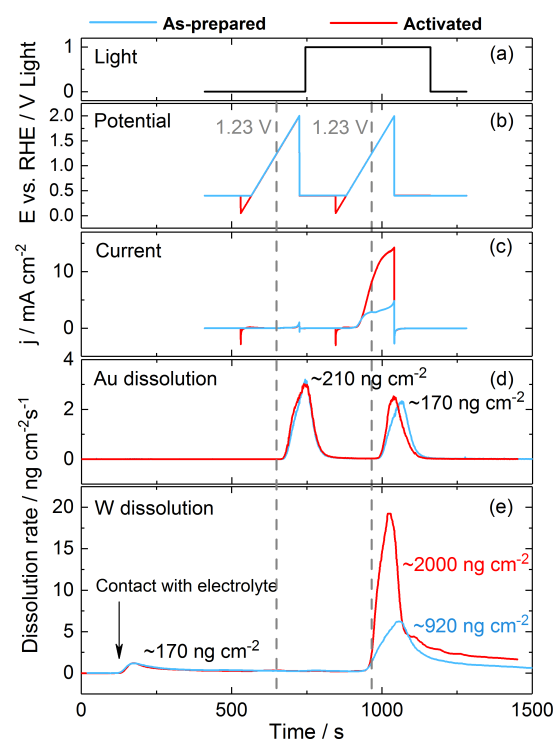 As-prepared Activated
Light (a)
1
0
E vs. RHE / V Light
Potential (b)
1.23 V 1.23 V
2.0
1.5
1.0
0.5
0.0
Current (c)
10
0
j / mA cm-2
4
Au dissolution (d)
~210 ng cm-2
~170 ng cm-2
2
0
Dissolution rate / ng cm-2s-1
W dissolution (e)
20
15
10
5
0
~2000 ng cm-2
Contact with electrolyte
~920 ng cm-2
~170 ng cm-2
0 500 1000 1500
Time / s